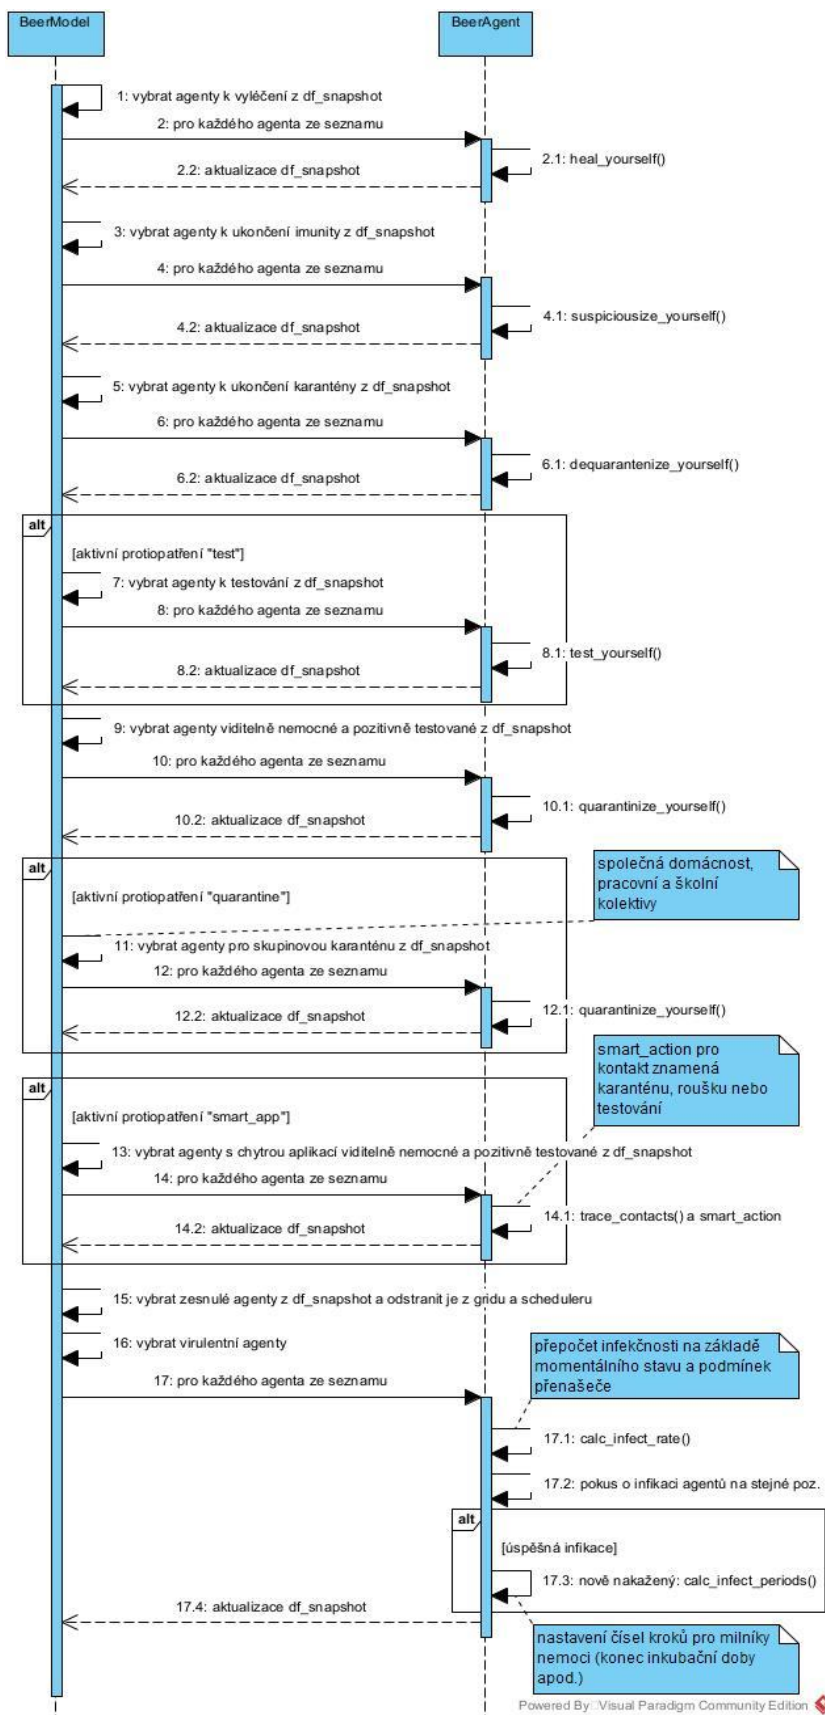 BeerModel
BeerAgent
1: vybrat agenty k vyléčení z df_snapshot
2: pro každého agenta ze seznamu
2.1: heal_yourself()
2.2: aktualizace df_snapshot
3: vybrat agenty k ukončení imunity z df_snapshot
4: pro každého agenta ze seznamu
4.1: suspiciousize_yourself()
4.2: aktualizace df_snapshot
5: vybrat agenty k ukončení karantény z df_snapshot
6: pro každého agenta ze seznamu
6.1: dequarantenize_yourself()
6.2: aktualizace df_snapshot
alt
[aktivní protiopatření "test"]
7: vybrat agenty k testování z df_snapshot
8: pro každého agenta ze seznamu
8.1: test_yourself()
8.2: aktualizace df_snapshot
9: vybrat agenty viditelně nemocné a pozitivně testované z df_snapshot
10: pro každého agenta ze seznamu
10.1: quarantinize_yourself()
10.2: aktualizace df_snapshot
alt
[aktivní protiopatření "quarantine"]
společná domácnost,
pracovní a školní
kolektivy
11: vybrat agenty pro skupinovou karanténu z df_snapshot
12: pro každého agenta ze seznamu
12.1: quarantinize_yourself()
12.2: aktualizace df_snapshot
smart_action pro
kontakt znamená
karanténu, roušku nebo
testování
alt
[aktivní protiopatření "smart_app"]
13: vybrat agenty s chytrou aplikací viditelně nemocné a pozitivně testované z df_snapshot
14: pro každého agenta ze seznamu
14.1: trace_contacts() a smart_action
14.2: aktualizace df_snapshot
15: vybrat zesnulé agenty z df_snapshot a odstranit je z gridu a scheduleru
16: vybrat virulentní agenty
přepočet infekčnosti na základě
momentálního stavu a podmínek
přenašeče
17: pro každého agenta ze seznamu
17.1: calc_infect_rate()
17.2: pokus o infikaci agentů na stejné poz.
alt
[úspěšná infikace]
17.3: nově nakažený: calc_infect_periods()
17.4: aktualizace df_snapshot
nastavení čísel kroků pro milníky
nemoci (konec inkubační doby
apod.)
Powered By Visual Paradigm Community Edition